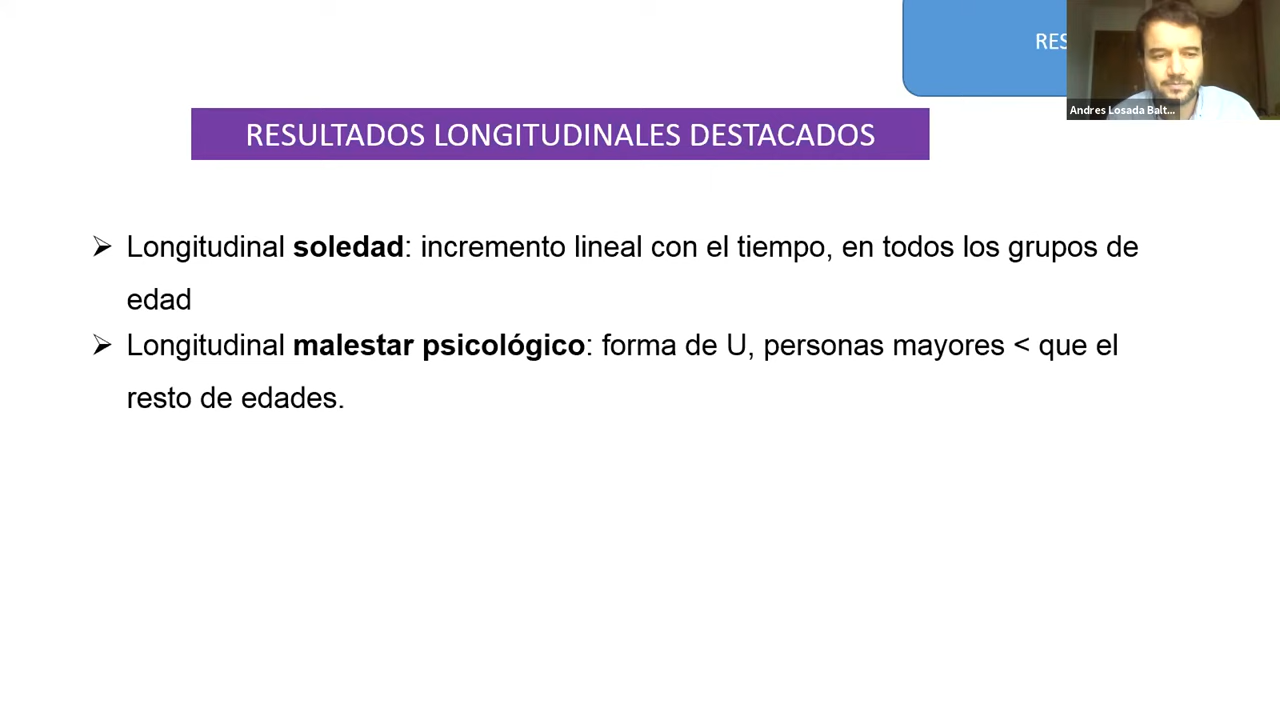 RES
Andres Losada Balt...
RESULTADOS LONGITUDINALES DESTACADOS
➢ Longitudinal soledad: incremento lineal con el tiempo, en todos los grupos de
edad
➢ Longitudinal malestar psicológico: forma de U, personas mayores < que el
resto de edades.